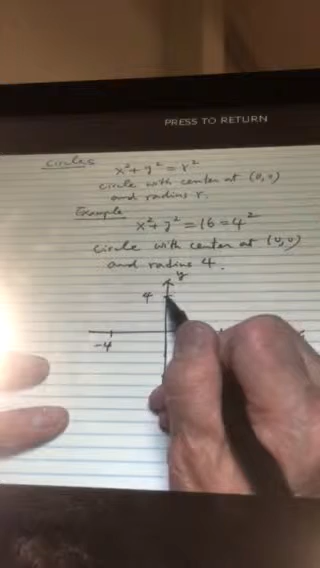 PRESS TO RETURN
Circles
x² + y² = r²
circle with center at (0,0)
and radius r.
Example
x² + y² = 16 = 4²
circle with center at (0,0)
and radius 4.
y
4
-4